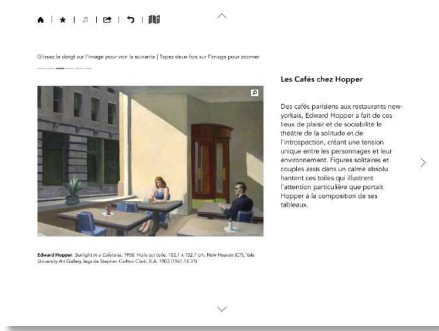 Glissez le doigt sur l'image pour voir la suivante | Tapez deux fois sur l'image pour zoomer
Les Cafés chez Hopper
Des cafés parisiens aux restaurants new-
yorkais, Edward Hopper a fait de ces
lieux de plaisir et de sociabilité le
théâtre de la solitude et de
l'introspection, créant une tension
unique entre les personnages et leur
environnement. Figures solitaires et
couples assis dans un calme absolu
hantent ces toiles qui illustrent
l'attention particulière que portait
Hopper à la composition de ses
tableaux.
Edward Hopper, Sunlight in a Cafeteria, 1958. Huile sur toile, 102,1 x 152,7 cm. New Heaven (CT), Yale
University Art Gallery, legs de Stephen Carlton Clark, B.A. 1903 (1961.18.31)